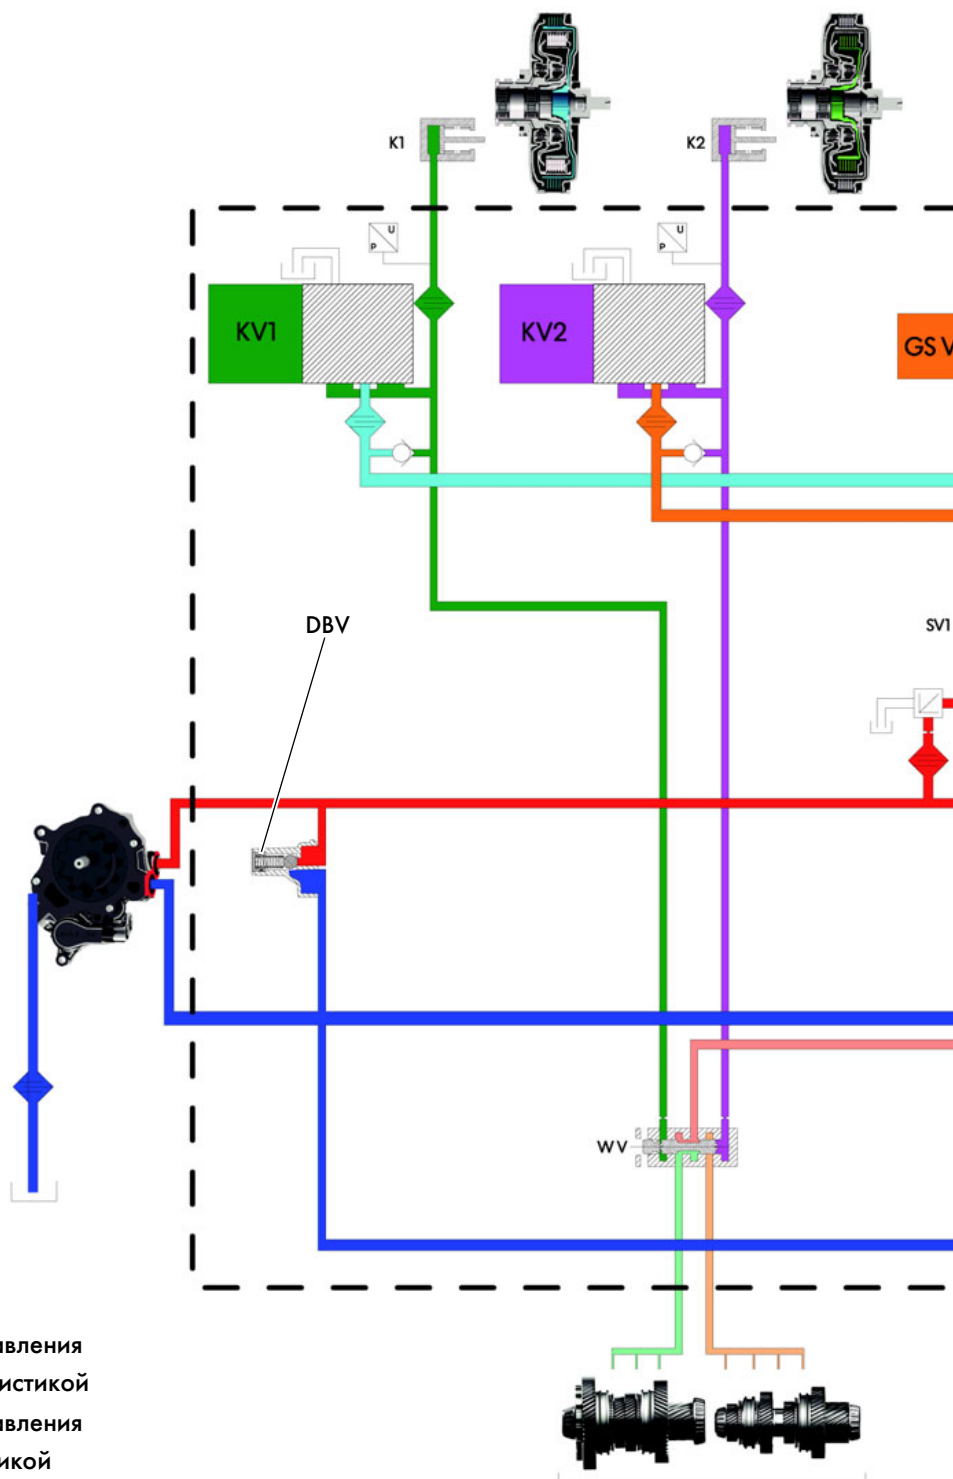 K1
K2
U
P
U
P
KV1
KV2
GS V
DBV
SV1
WV
вления
истикой
вления
икой